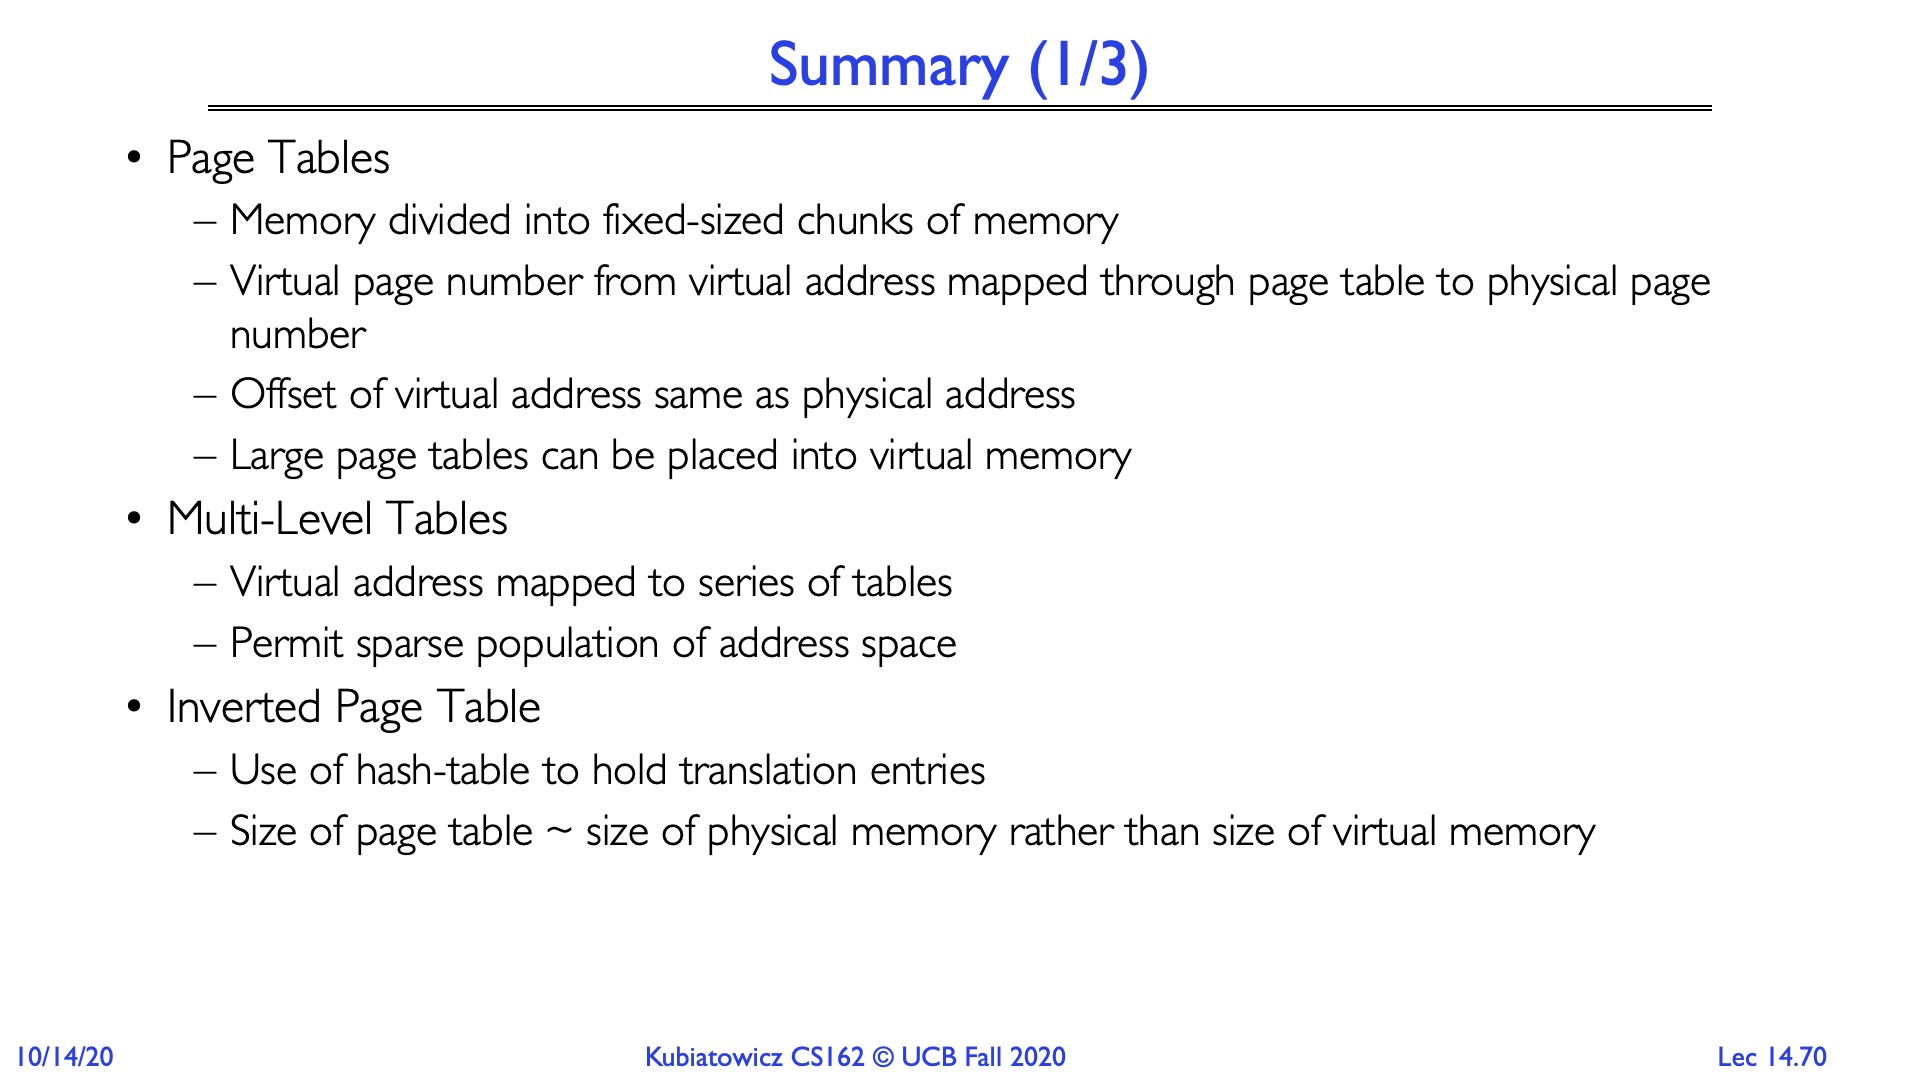 Summary (1/3)
• Page Tables
– Memory divided into fixed-sized chunks of memory
– Virtual page number from virtual address mapped through page table to physical page
number
– Offset of virtual address same as physical address
– Large page tables can be placed into virtual memory
• Multi-Level Tables
– Virtual address mapped to series of tables
– Permit sparse population of address space
• Inverted Page Table
– Use of hash-table to hold translation entries
– Size of page table ~ size of physical memory rather than size of virtual memory
10/14/20
Kubiatowicz CS162 © UCB Fall 2020
Lec 14.70